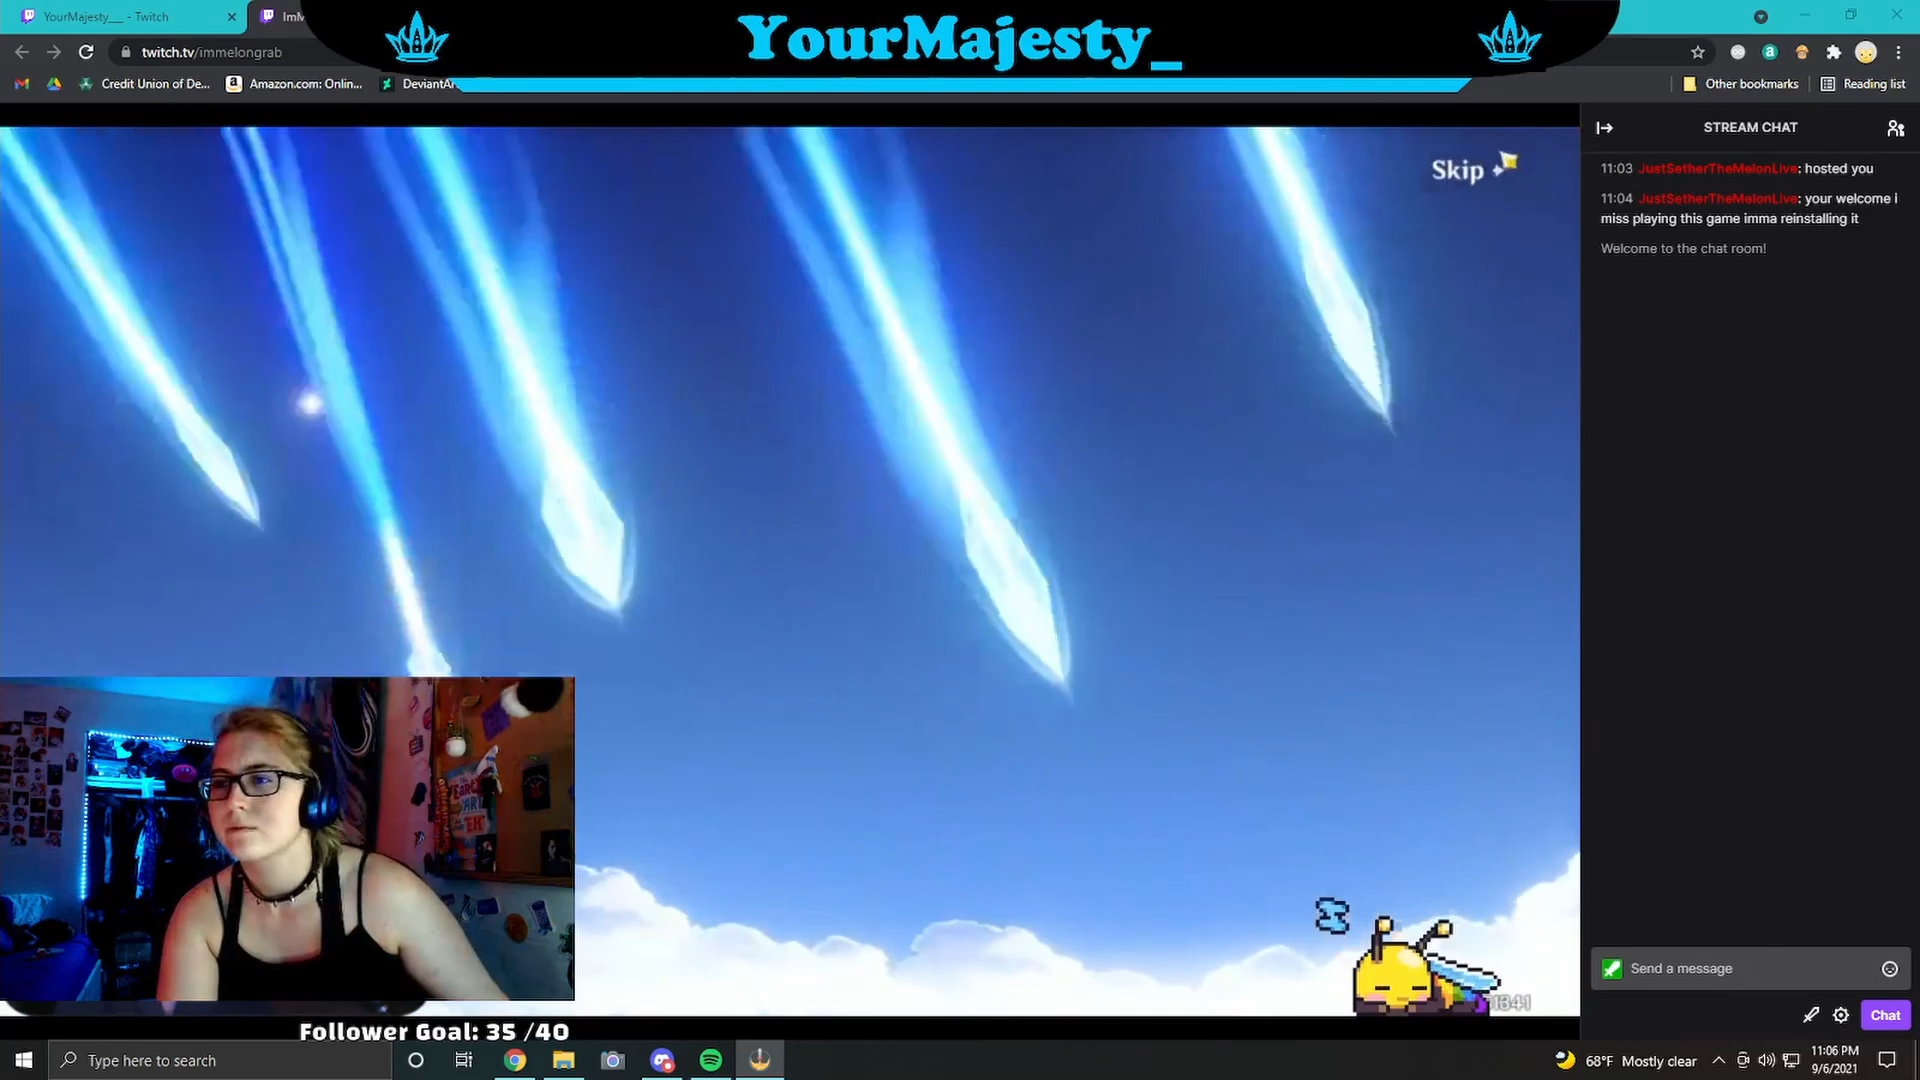 YourMajesty___ - Twitch
YourMajesty_
twitch.tv/immelongrab
Credit Union of De...
Amazon.com: Onlin...
Other bookmarks
Reading list
Skip
STREAM CHAT
11:03 JustSetherTheMelonLive: hosted you
11:04 JustSetherTheMelonLive: your welcome i
miss playing this game imma reinstalling it
Welcome to the chat room!
Send a message
Chat
Follower Goal: 35 /40
Type here to search
68°F Mostly clear
11:06 PM
9/6/2021